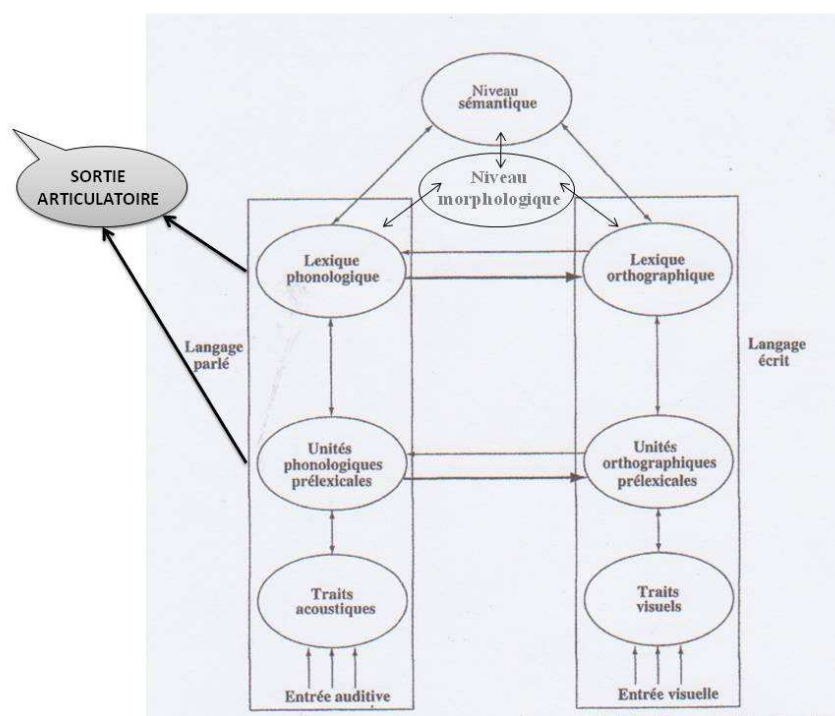 Niveau
sémantique
Niveau
morphologique
SORTIE
ARTICULATOIRE
Lexique
phonologique
Lexique
orthographique
Langage
parlé
Langage
écrit
Unités
phonologiques
prélexicales
Unités
orthographiques
prélexicales
Traits
acoustiques
Traits
visuels
Entrée auditive
Entrée visuelle